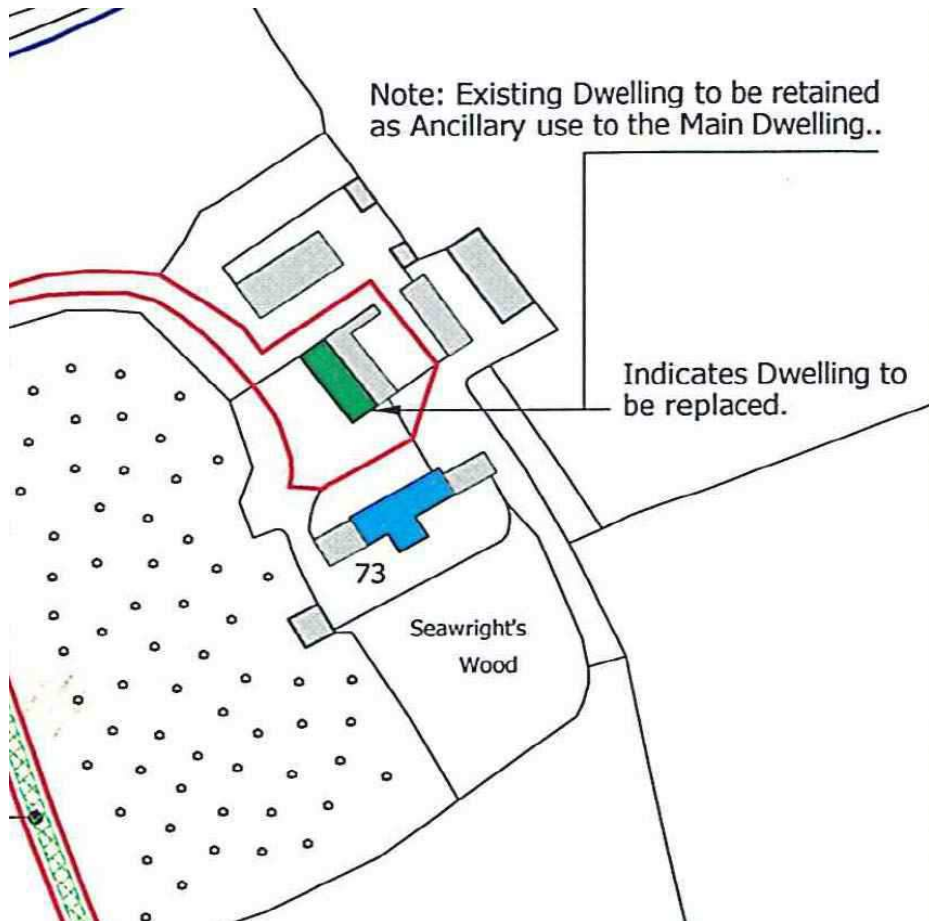 Note: Existing Dwelling to be retained
as Ancillary use to the Main Dwelling..
Indicates Dwelling to
be replaced.
73
Seawright's
Wood